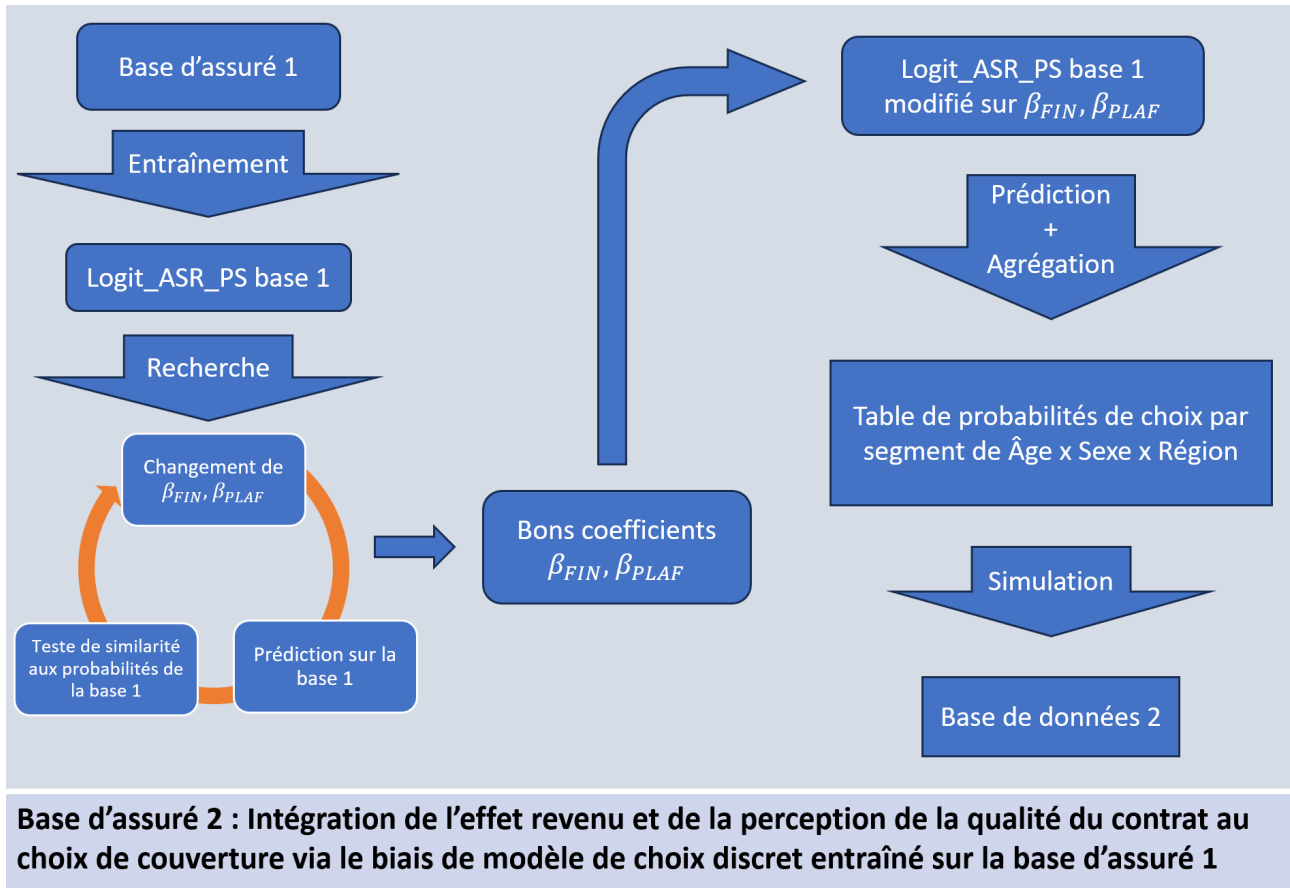 Base d’assuré 1
Entraînement
Logit_ASR_PS base 1
Recherche
Changement de
β_FIN, β_PLAF
Prédiction sur la
base 1
Teste de similarité
aux probabilités de
la base 1
Bons coefficients
β_FIN, β_PLAF
Logit_ASR_PS base 1
modifié sur β_FIN, β_PLAF
Prédiction
+
Agrégation
Table de probabilités de choix par
segment de Âge x Sexe x Région
Simulation
Base de données 2
Base d’assuré 2 : Intégration de l’effet revenu et de la perception de la qualité du contrat au
choix de couverture via le biais de modèle de choix discret entraîné sur la base d’assuré 1